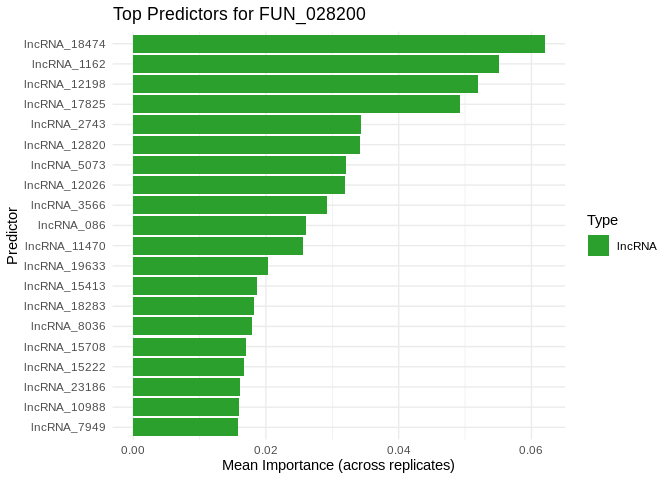 Top Predictors for FUN_028200
Predictor
lncRNA_18474
lncRNA_1162
lncRNA_12198
lncRNA_17825
lncRNA_2743
lncRNA_12820
lncRNA_5073
lncRNA_12026
lncRNA_3566
lncRNA_086
lncRNA_11470
lncRNA_19633
lncRNA_15413
lncRNA_18283
lncRNA_8036
lncRNA_15708
lncRNA_15222
lncRNA_23186
lncRNA_10988
lncRNA_7949
0.00 0.02 0.04 0.06
Mean Importance (across replicates)
Type
lncRNA